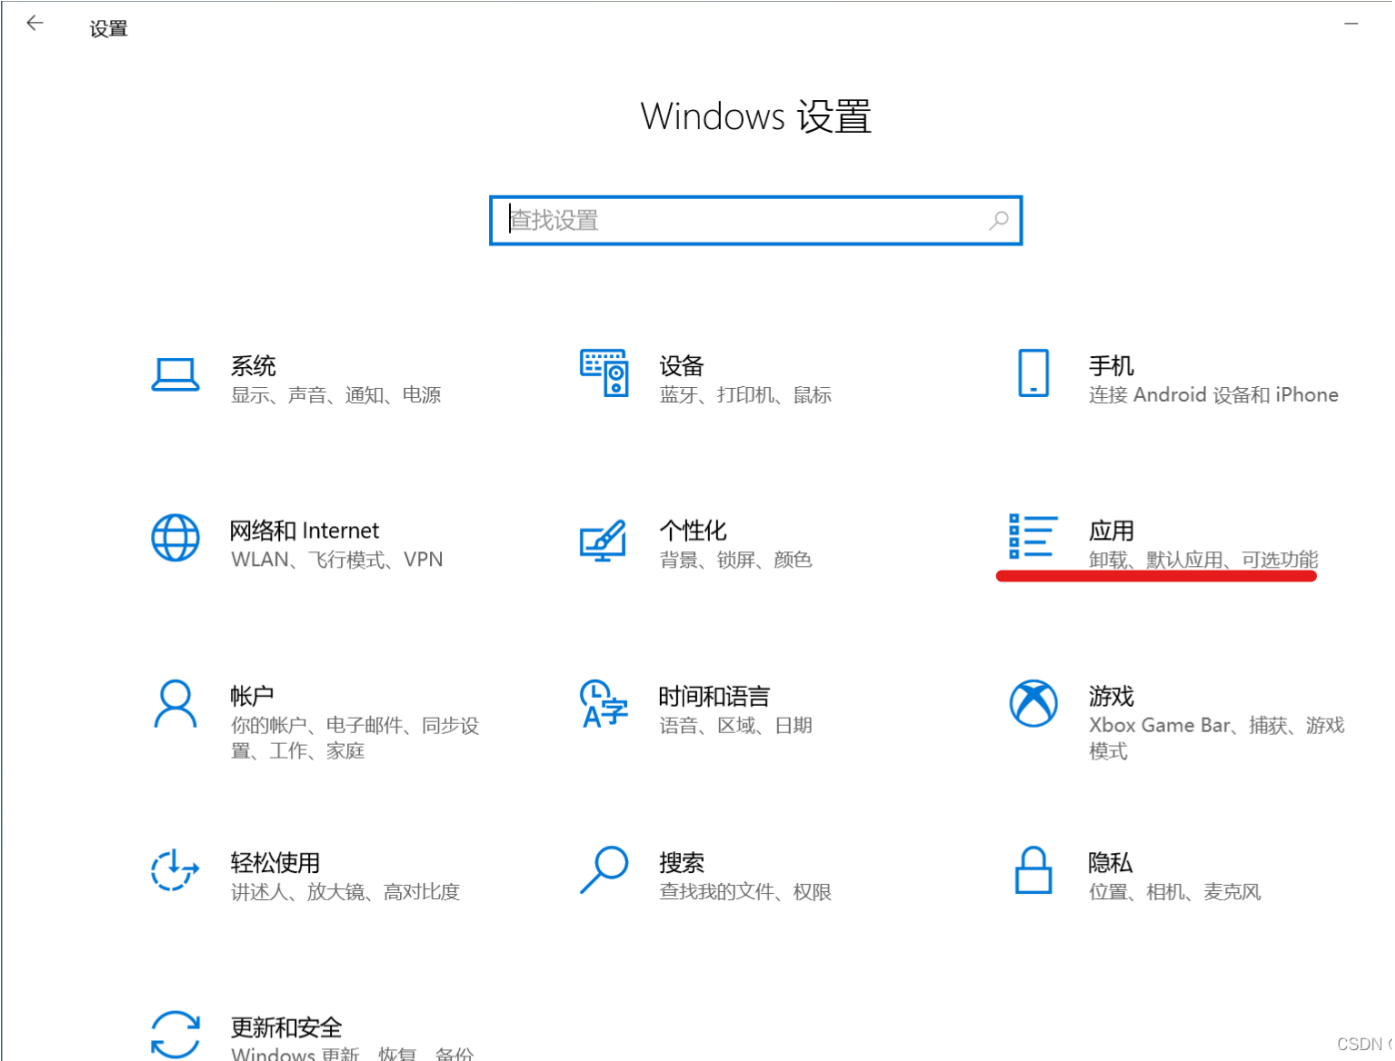 设置
Windows 设置
查找设置
系统
显示、声音、通知、电源
设备
蓝牙、打印机、鼠标
手机
连接 Android 设备和 iPhone
网络和 Internet
WLAN、飞行模式、VPN
个性化
背景、锁屏、颜色
应用
卸载、默认应用、可选功能
帐户
你的帐户、电子邮件、同步设
置、工作、家庭
时间和语言
语音、区域、日期
游戏
Xbox Game Bar、捕获、游戏
模式
轻松使用
讲述人、放大镜、高对比度
搜索
查找我的文件、权限
隐私
位置、相机、麦克风
更新和安全
Windows 更新、恢复、备份
CSDN